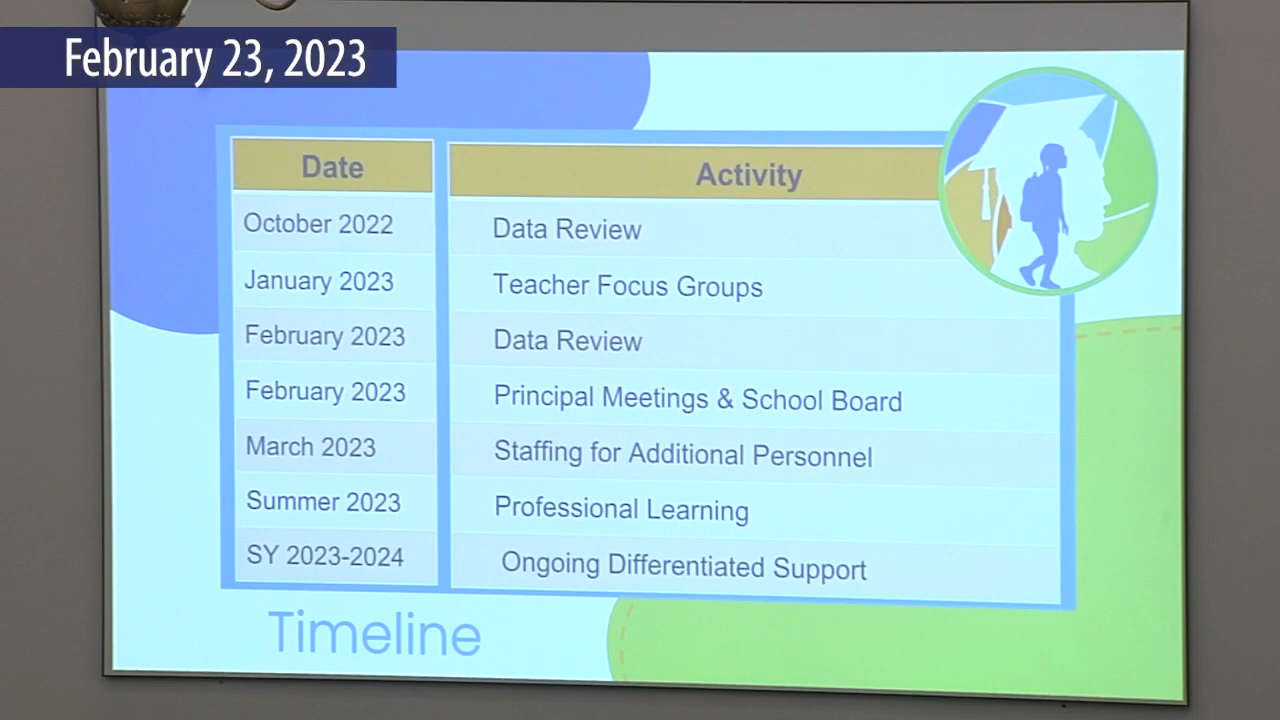 February 23, 2023
Date Activity
October 2022 Data Review
January 2023 Teacher Focus Groups
February 2023 Data Review
February 2023 Principal Meetings & School Board
March 2023 Staffing for Additional Personnel
Summer 2023 Professional Learning
SY 2023-2024 Ongoing Differentiated Support
Timeline